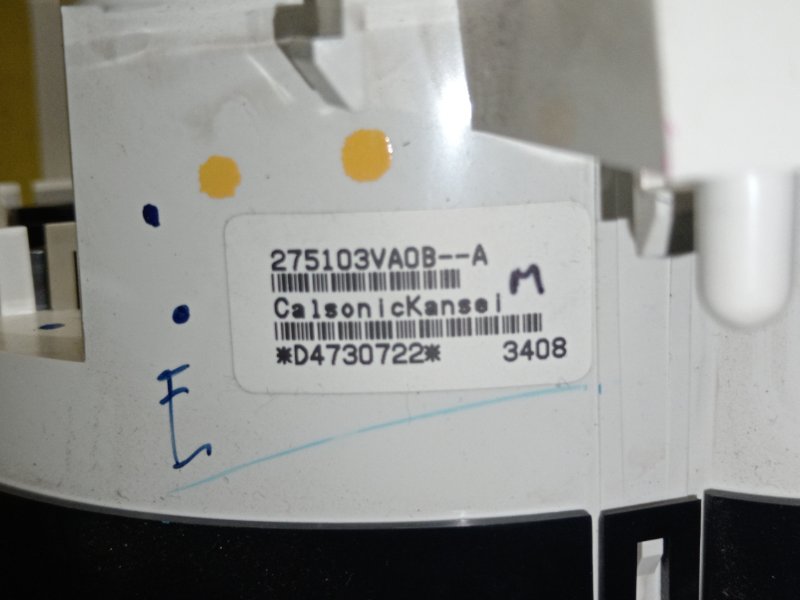 275103VA0B--A
M
CalsonicKansei
*D4730722* 3408
E